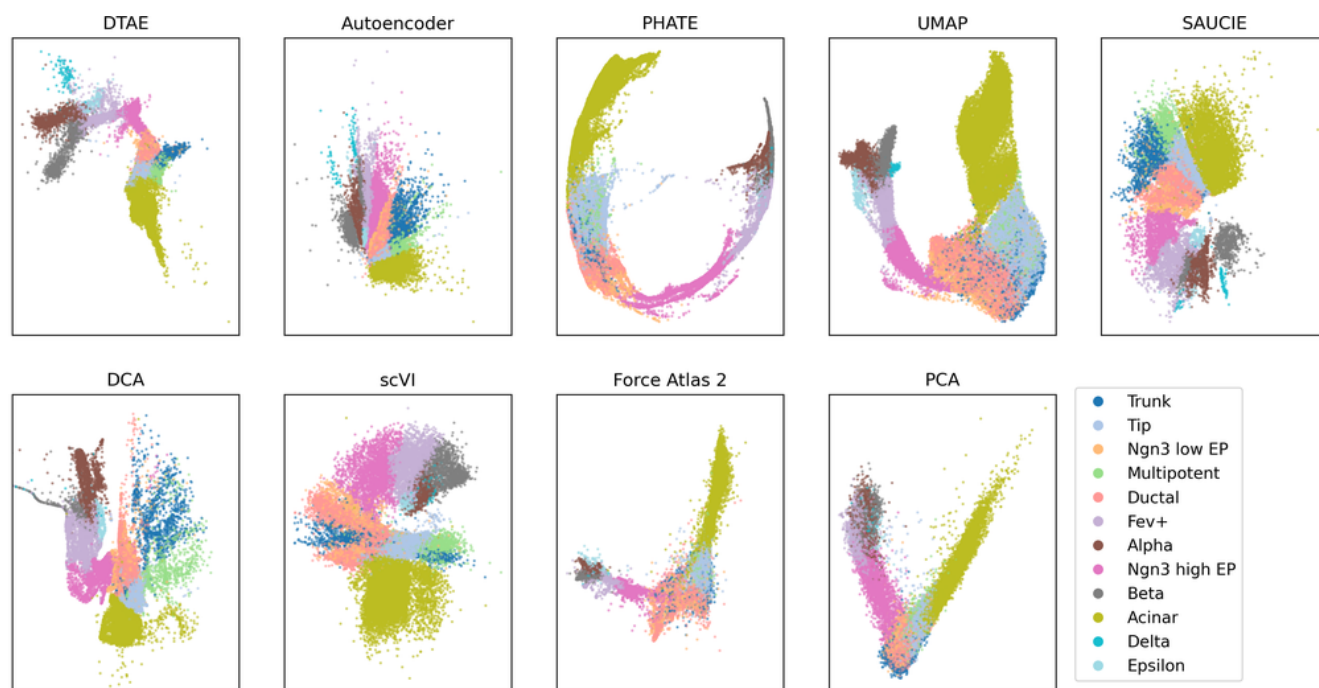 DTAE
Autoencoder
PHATE
UMAP
SAUCIE
DCA
scVI
Force Atlas 2
PCA
Trunk
Tip
Ngn3 low EP
Multipotent
Ductal
Fev+
Alpha
Ngn3 high EP
Beta
Acinar
Delta
Epsilon